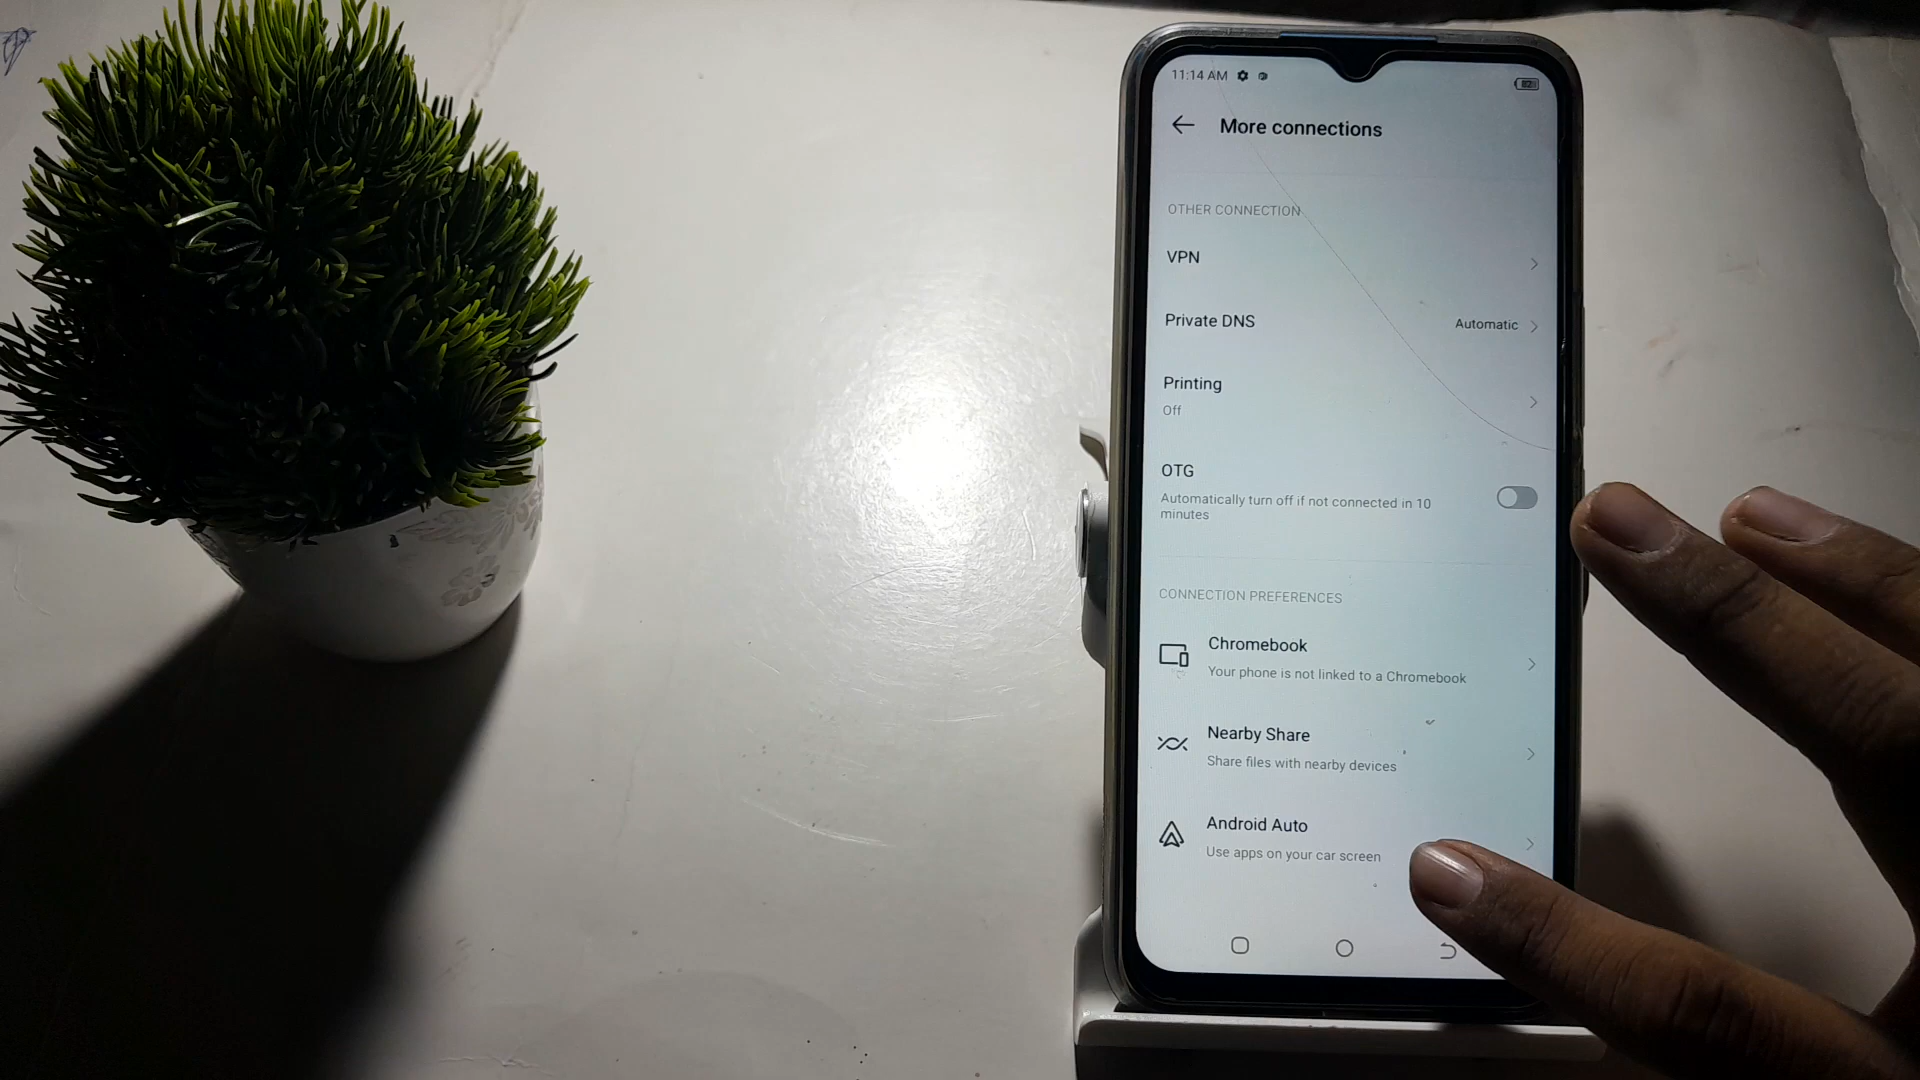 11:14 AM
82
More connections
OTHER CONNECTION
VPN
Private DNS
Automatic
Printing
Off
OTG
Automatically turn off if not connected in 10
minutes
CONNECTION PREFERENCES
Chromebook
Your phone is not linked to a Chromebook
Nearby Share
Share files with nearby devices
Android Auto
Use apps on your car screen